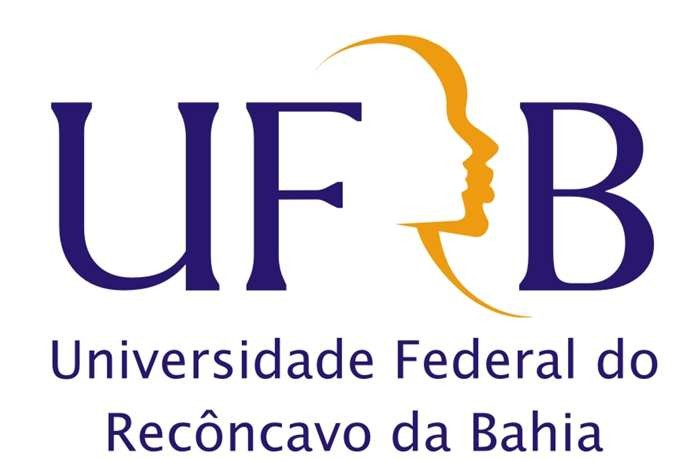 UFRB
Universidade Federal do
Recôncavo da Bahia